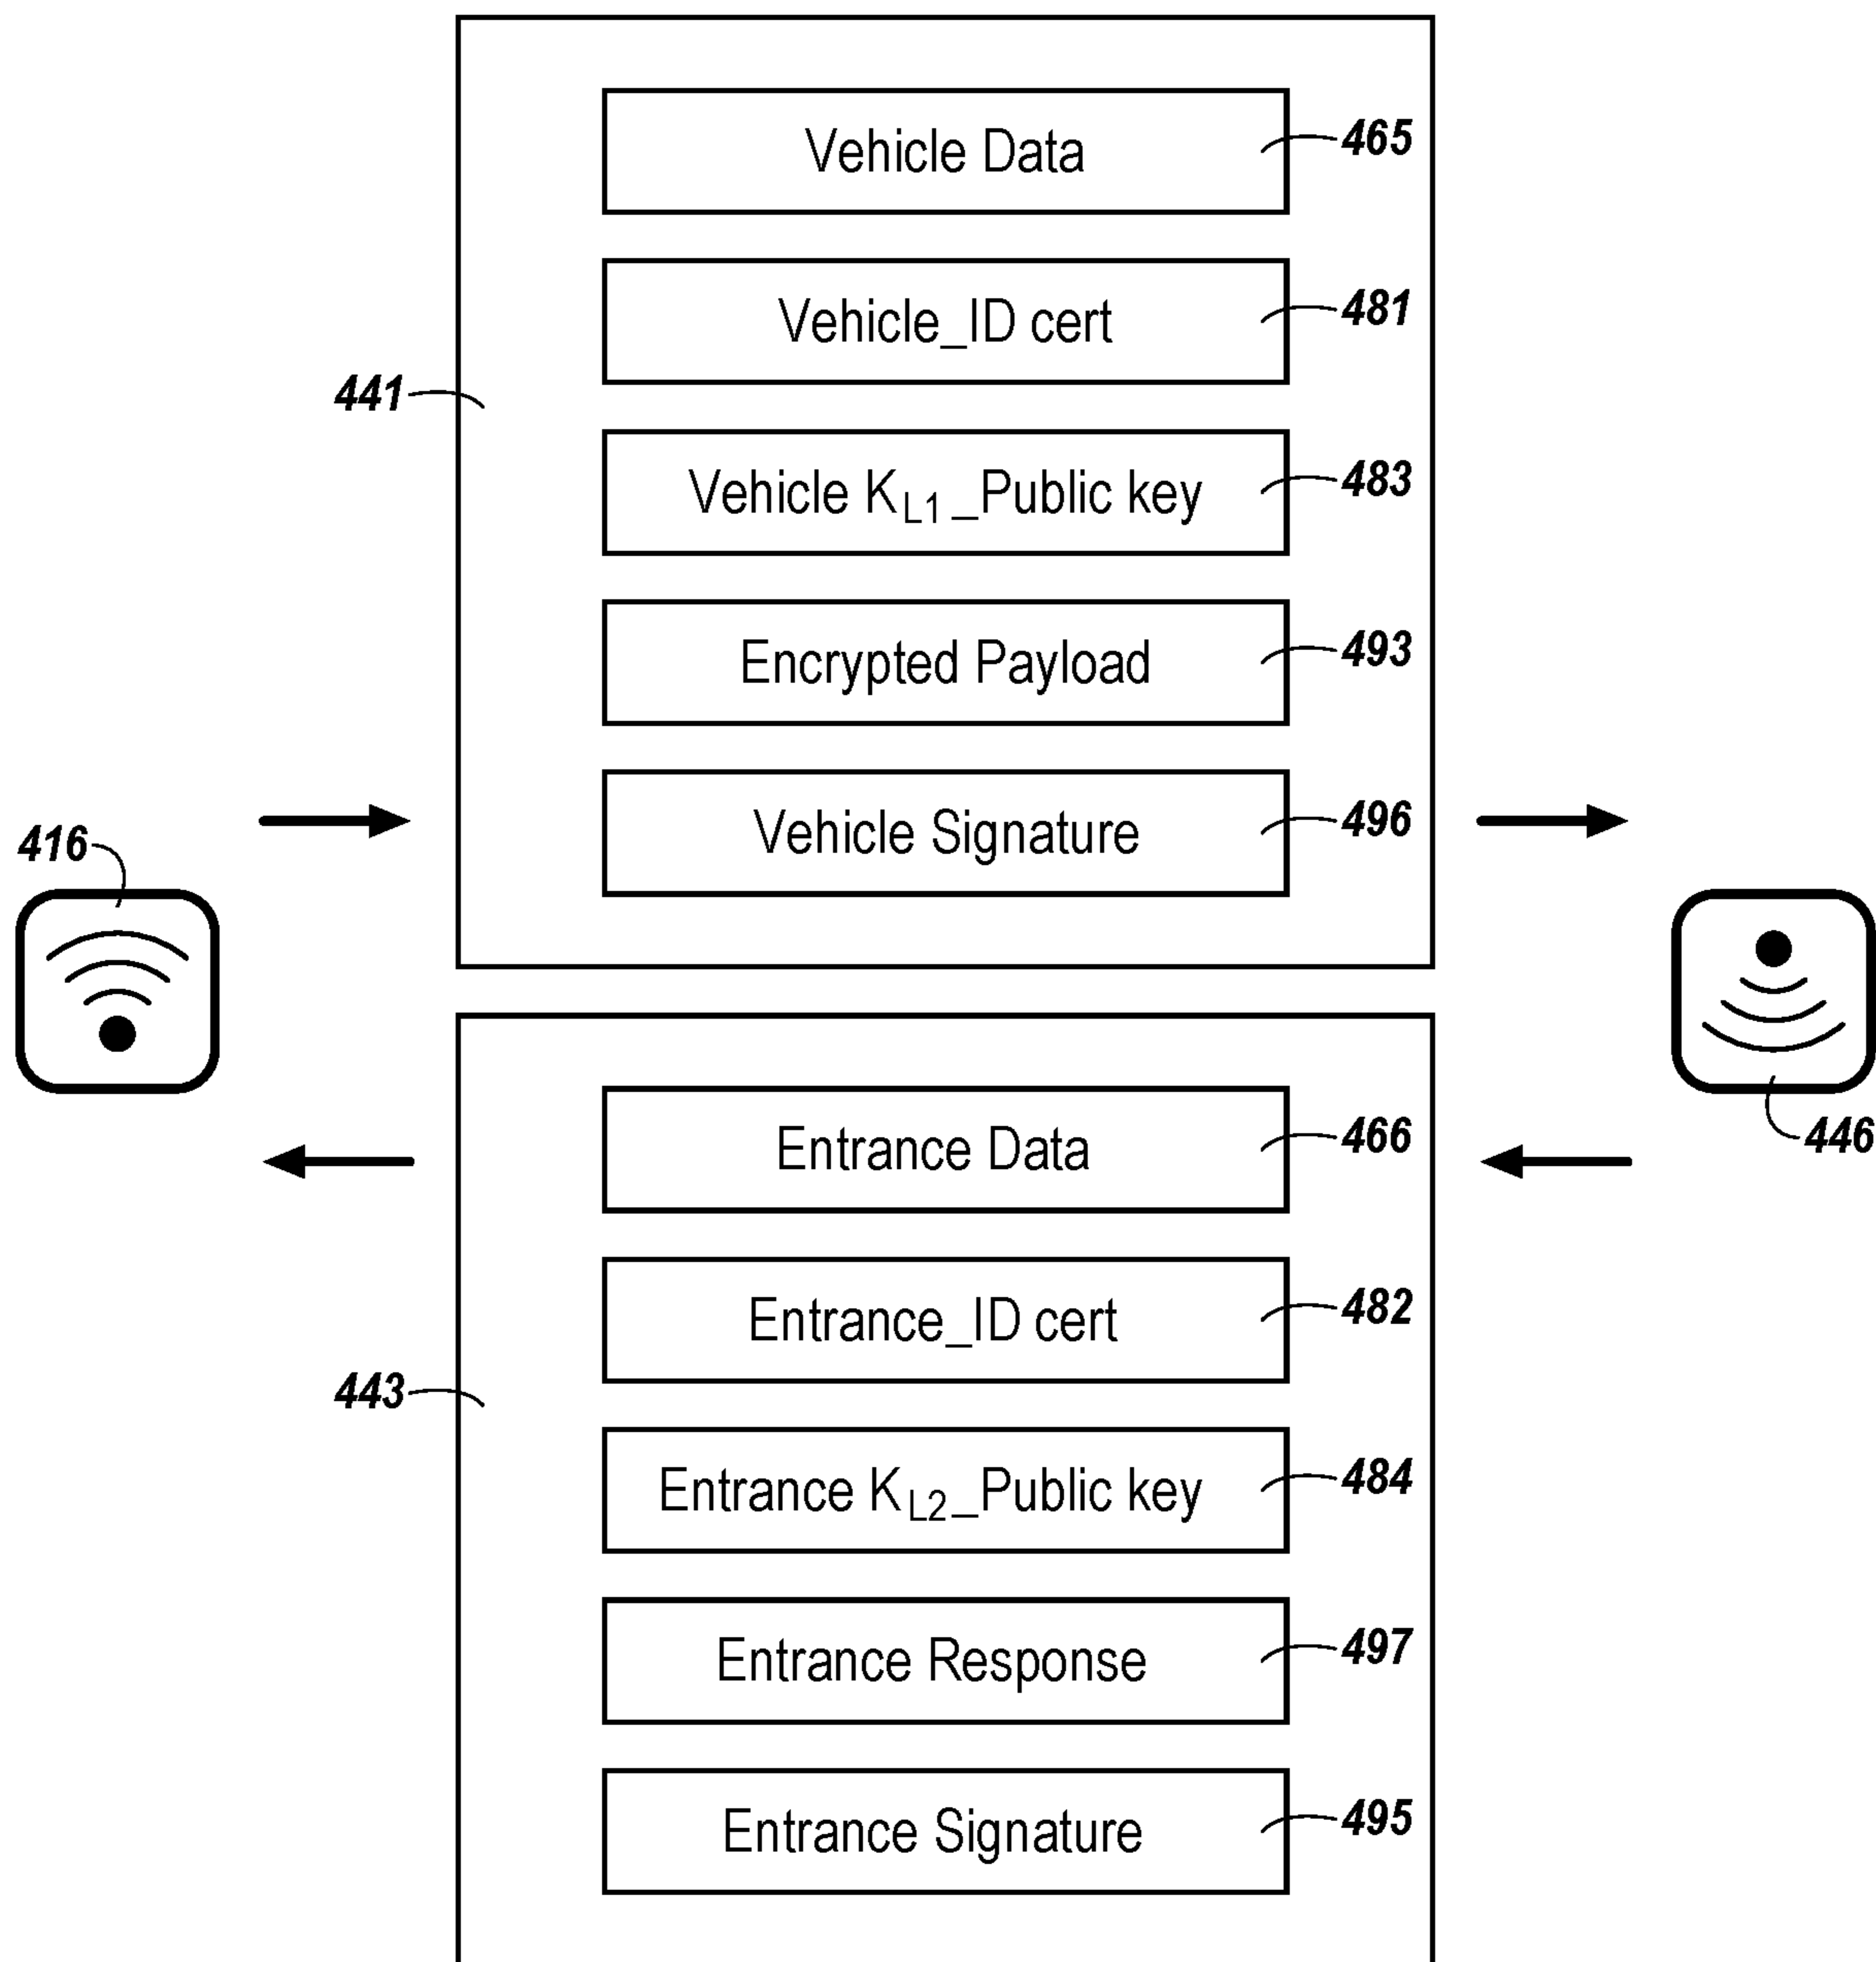 Vehicle Data 465
Vehicle_ID cert 481
441
Vehicle KL1_Public key 483
Encrypted Payload 493
Vehicle Signature 496
416
Entrance Data 466
446
Entrance_ID cert 482
443
Entrance KL2_Public key 484
Entrance Response 497
Entrance Signature 495